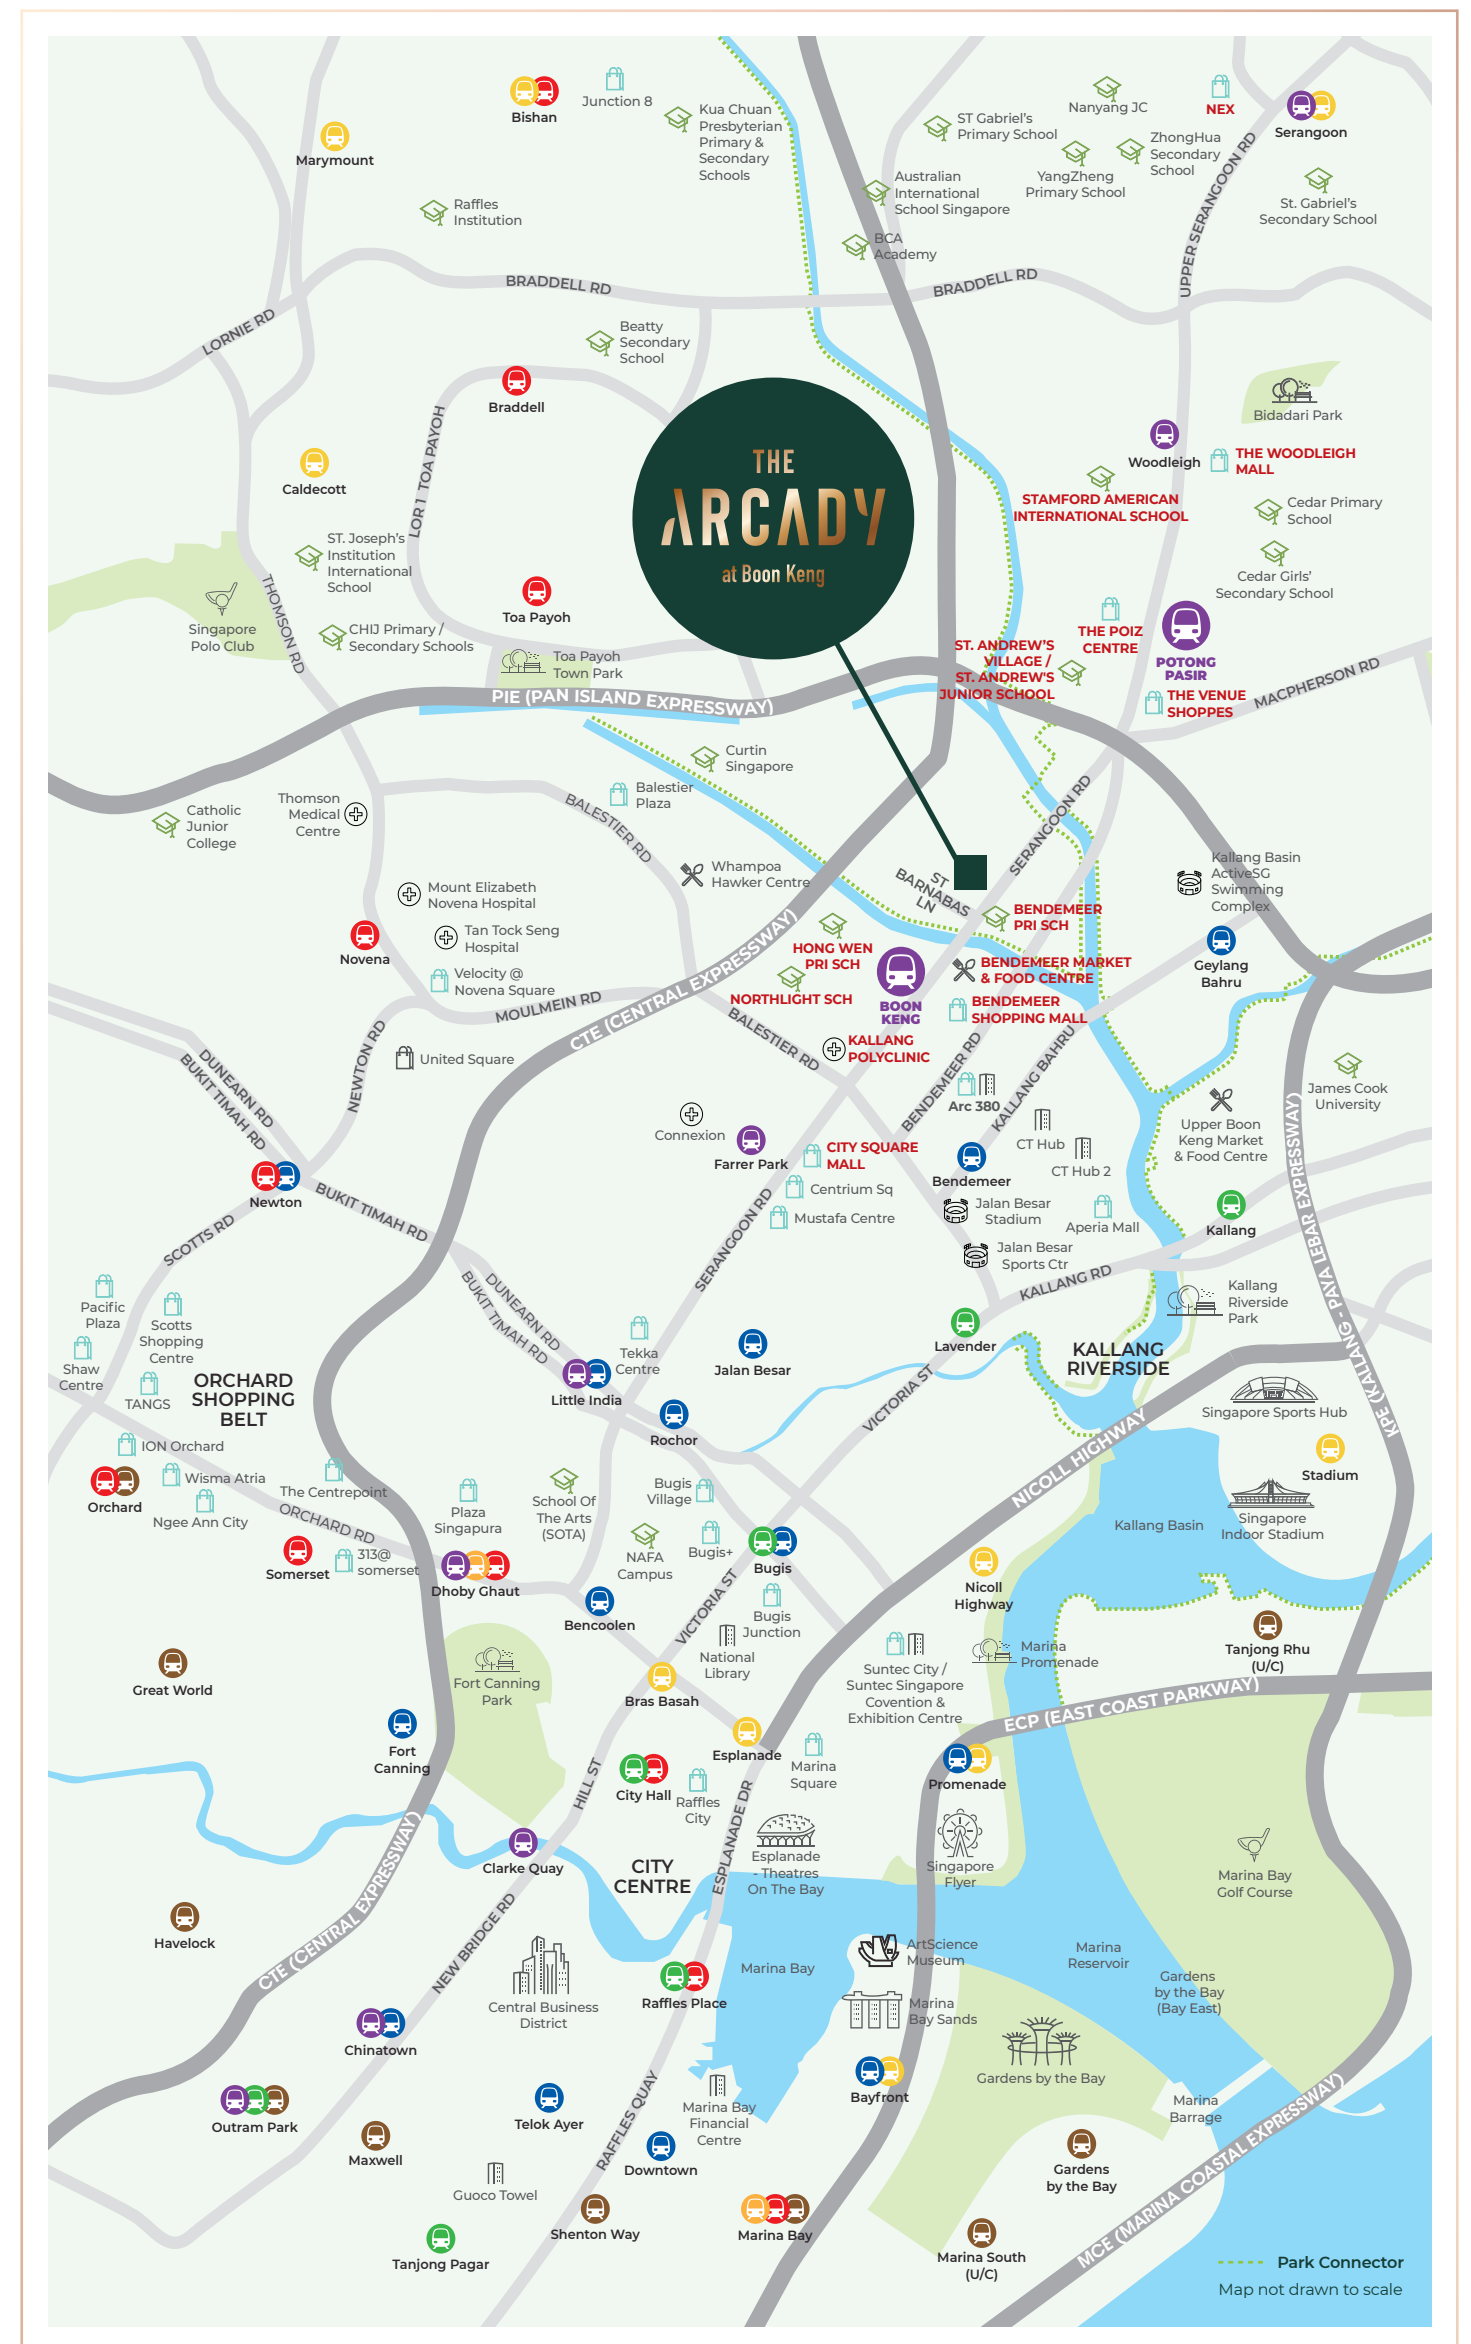 Bishan
Junction 8
Kua Chuan
Presbyterian
Primary &
Secondary
Schools
Marymount
Raffles
Institution
ST Gabriel's
Primary School
Nanyang JC
NEX
Serangoon
ZhongHua
Secondary
School
YangZheng
Primary School
Australian
International
School Singapore
St. Gabriel's
Secondary School
BCA
Academy
UPPER SERANGOON RD
BRADDELL RD
BRADDELL RD
LORNIE RD
Beatty
Secondary
School
Braddell
LOR 1 TOA PAYOH
Bidadari Park
Woodleigh
THE WOODLEIGH
MALL
Caldecott
THE
ARCADY
at Boon Keng
STAMFORD AMERICAN
INTERNATIONAL SCHOOL
Cedar Primary
School
ST. Joseph's
Institution
International
School
Cedar Girls'
Secondary School
THOMSON RD
Toa Payoh
Singapore
Polo Club
CHIJ Primary /
Secondary Schools
THE POIZ
CENTRE
POTONG
PASIR
ST. ANDREW'S
VILLAGE /
ST. ANDREW'S
JUNIOR SCHOOL
Toa Payoh
Town Park
THE VENUE
SHOPPES
MACPHERSON RD
PIE (PAN ISLAND EXPRESSWAY)
Curtin
Singapore
Balestier
Plaza
Thomson
Medical
Centre
Catholic
Junior
College
BALESTIER RD
SERANGOON RD
Whampoa
Hawker Centre
ST
BARNABAS
LN
Kallang Basin
ActiveSG
Swimming
Complex
Mount Elizabeth
Novena Hospital
Tan Tock Seng
Hospital
Novena
Velocity @
Novena Square
BENDEMEER
PRI SCH
HONG WEN
PRI SCH
NORTHLIGHT SCH
BOON
KENG
BENDEMEER MARKET
& FOOD CENTRE
Geylang
Bahru
BENDEMEER
SHOPPING MALL
MOULMEIN RD
CTE (CENTRAL EXPRESSWAY)
BALESTIER RD
KALLANG
POLYCLINIC
BENDEMEER RD
KALLANG BAHRU
NEWTON RD
United Square
DUNEARN RD
BUKIT TIMAH RD
Arc 380
James Cook
University
Connexion
Farrer Park
CITY SQUARE
MALL
CT Hub
CT Hub 2
Upper Boon
Keng Market
& Food Centre
Bendemeer
Centrium Sq
Mustafa Centre
Newton
BUKIT TIMAH RD
SCOTTS RD
SERANGOON RD
Jalan Besar
Stadium
Aperia Mall
Kallang
Jalan Besar
Sports Ctr
KALLANG RD
KPE (KALLANG - PAYA LEBAR EXPRESSWAY)
Kallang
Riverside
Park
Pacific
Plaza
Scotts
Shopping
Centre
Shaw
Centre
TANGS
ORCHARD
SHOPPING
BELT
DUNEARN RD
BUKIT TIMAH RD
Tekka
Centre
Little India
Jalan Besar
Lavender
KALLANG
RIVERSIDE
Rochor
VICTORIA ST
NICOLL HIGHWAY
Singapore Sports Hub
Stadium
ION Orchard
Wisma Atria
Orchard
Ngee Ann City
The Centrepoint
ORCHARD RD
Plaza
Singapura
School Of
The Arts
(SOTA)
Bugis
Village
Kallang Basin
Singapore
Indoor Stadium
Somerset
313@
somerset
Dhoby Ghaut
NAFA
Campus
Bugis+
Bugis
Nicoll
Highway
Bencoolen
VICTORIA ST
Bugis
Junction
National
Library
Great World
Fort Canning
Park
Bras Basah
Suntec City /
Suntec Singapore
Covention &
Exhibition Centre
Marina
Promenade
Tanjong Rhu
(U/C)
ECP (EAST COAST PARKWAY)
Fort
Canning
Esplanade
Marina
Square
Promenade
HILL ST
City Hall
Raffles
City
ESPLANADE DR
Esplanade
- Theatres
On The Bay
Singapore
Flyer
Marina Bay
Golf Course
CTE (CENTRAL EXPRESSWAY)
Clarke Quay
CITY
CENTRE
NEW BRIDGE RD
Havelock
Central Business
District
Raffles Place
Marina Bay
ArtScience
Museum
Marina
Reservoir
Marina
Bay Sands
Gardens
by the Bay
(Bay East)
Chinatown
Gardens by the Bay
Outram Park
Telok Ayer
RAFFLES QUAY
Marina Bay
Financial
Centre
Bayfront
Marina
Barrage
Maxwell
Downtown
Gardens
by the Bay
MCE (MARINA COASTAL EXPRESSWAY)
Guoco Towel
Shenton Way
Marina Bay
Tanjong Pagar
Marina South
(U/C)
Park Connector
Map not drawn to scale